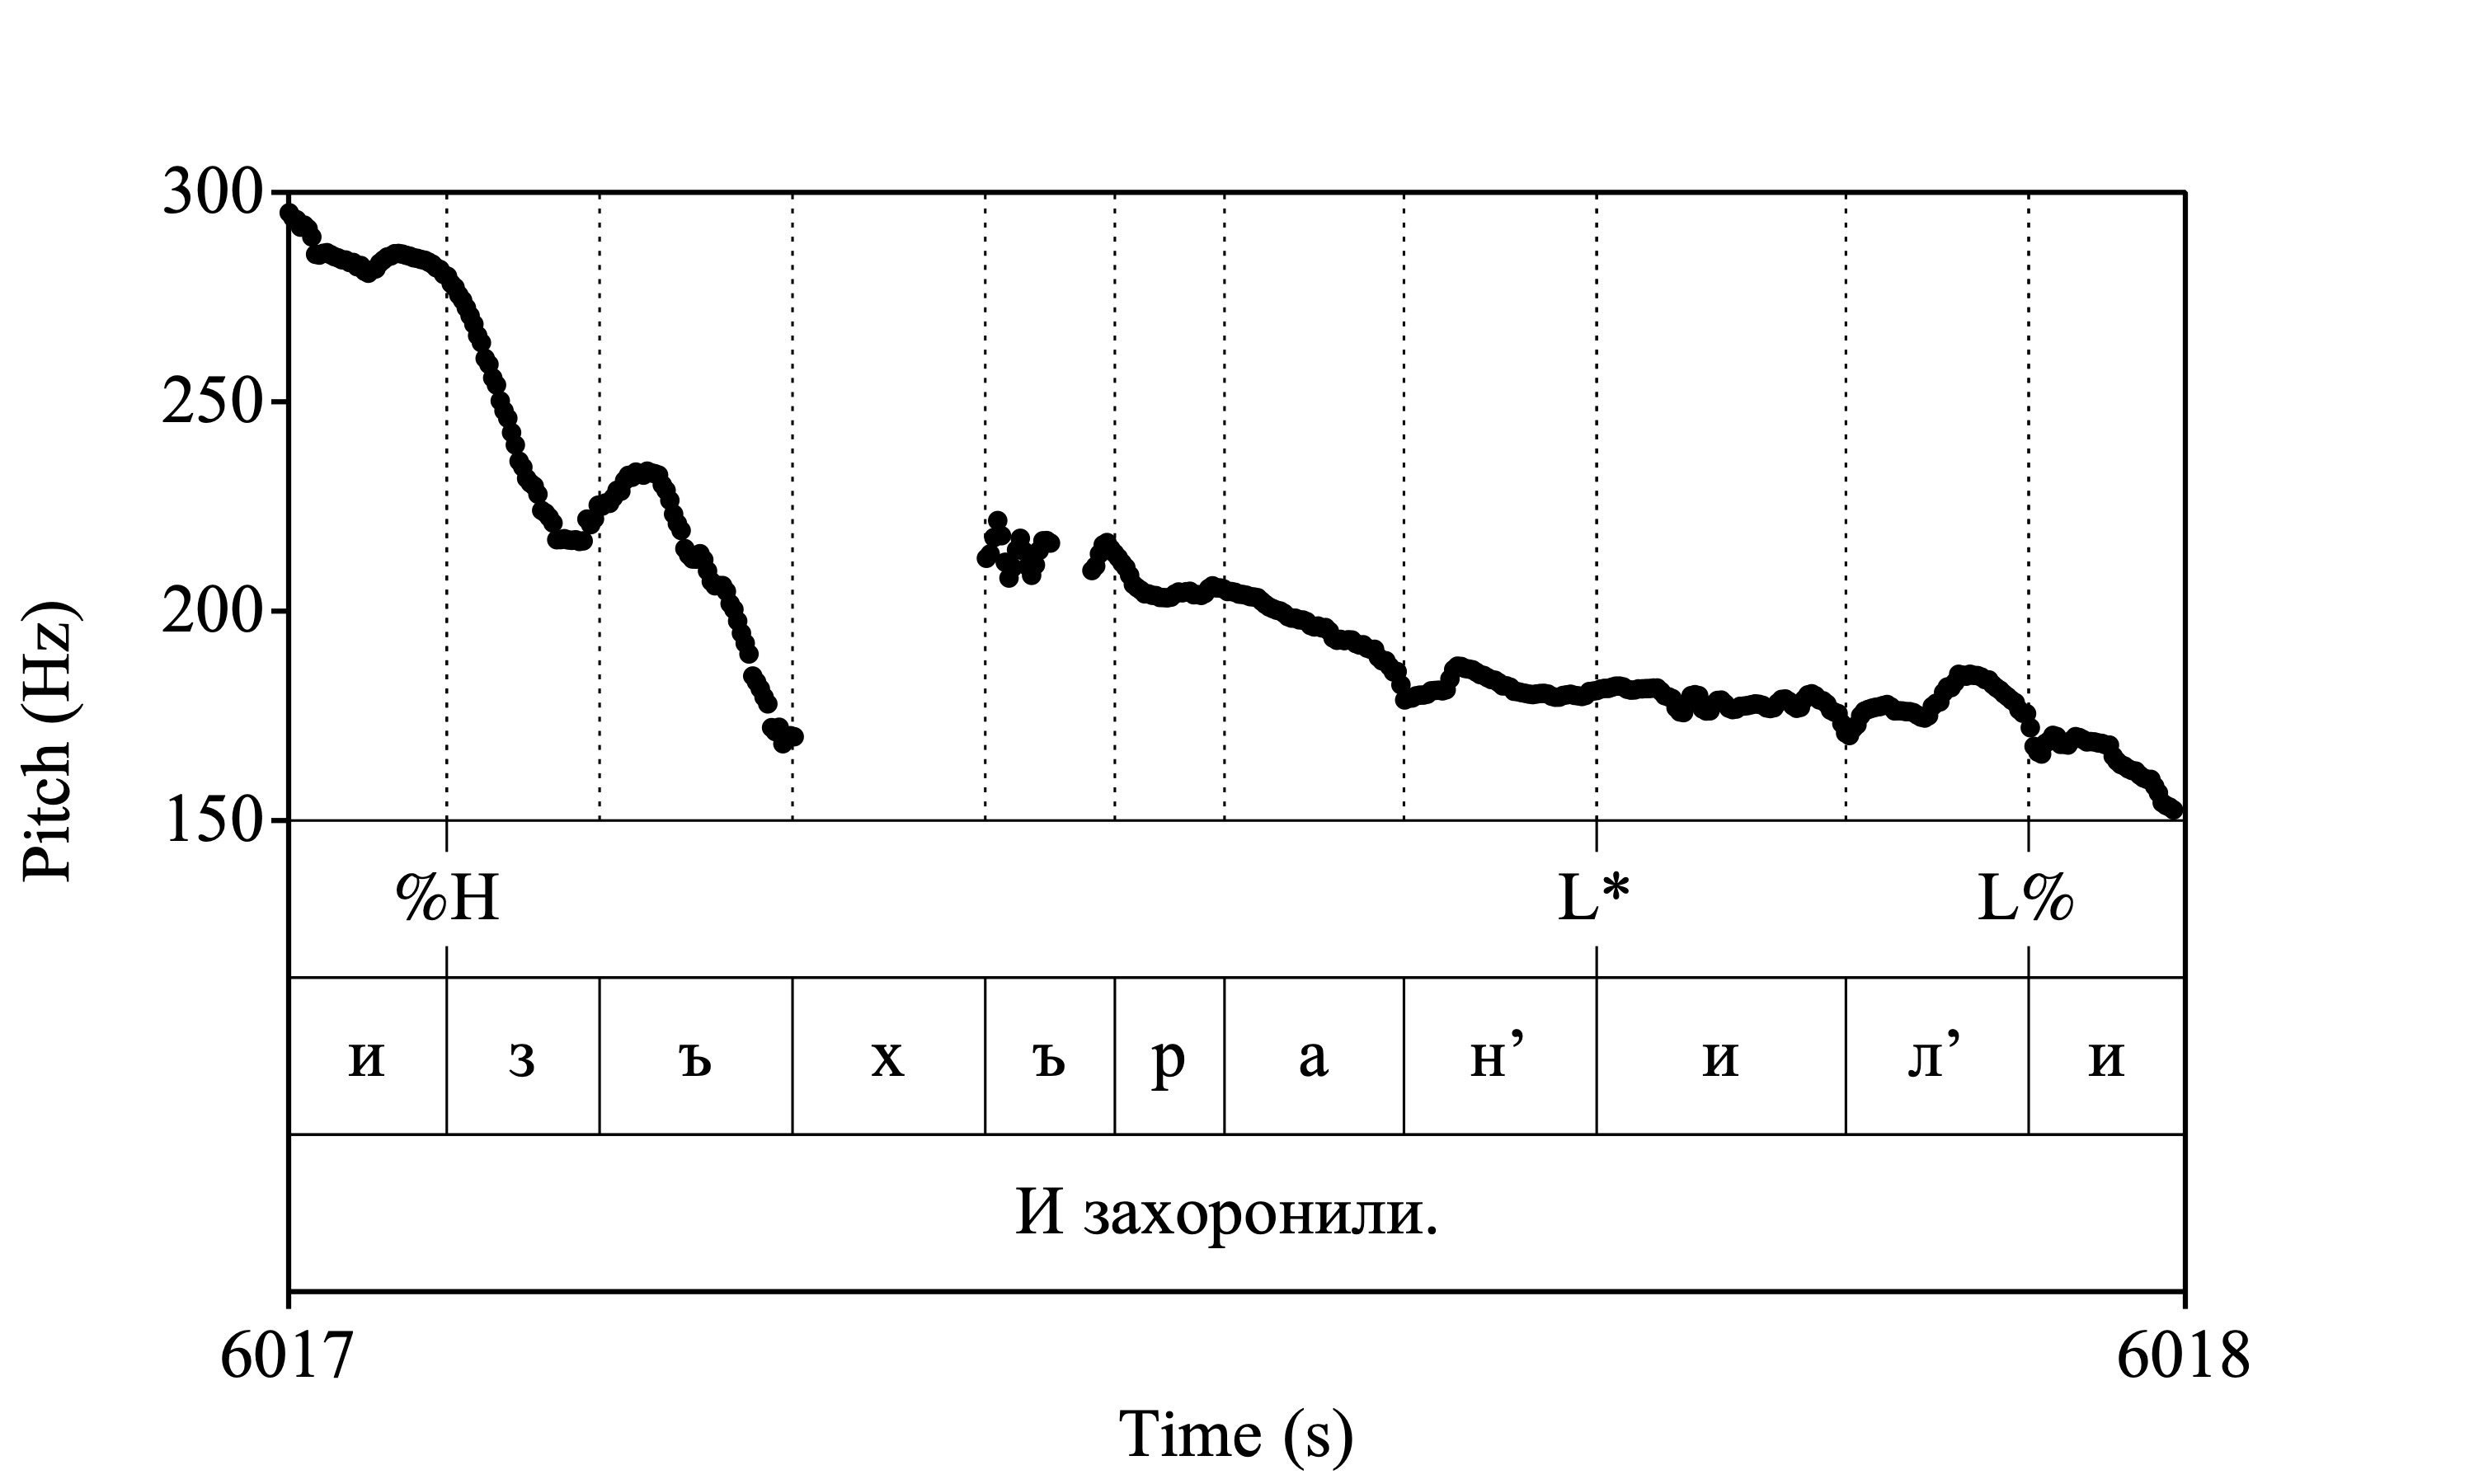 300
250
200
150
Pitch (Hz)
%H L* L%
и з ъ х ъ р а н’ и л’ и
И захоронили.
6017 6018
Time (s)